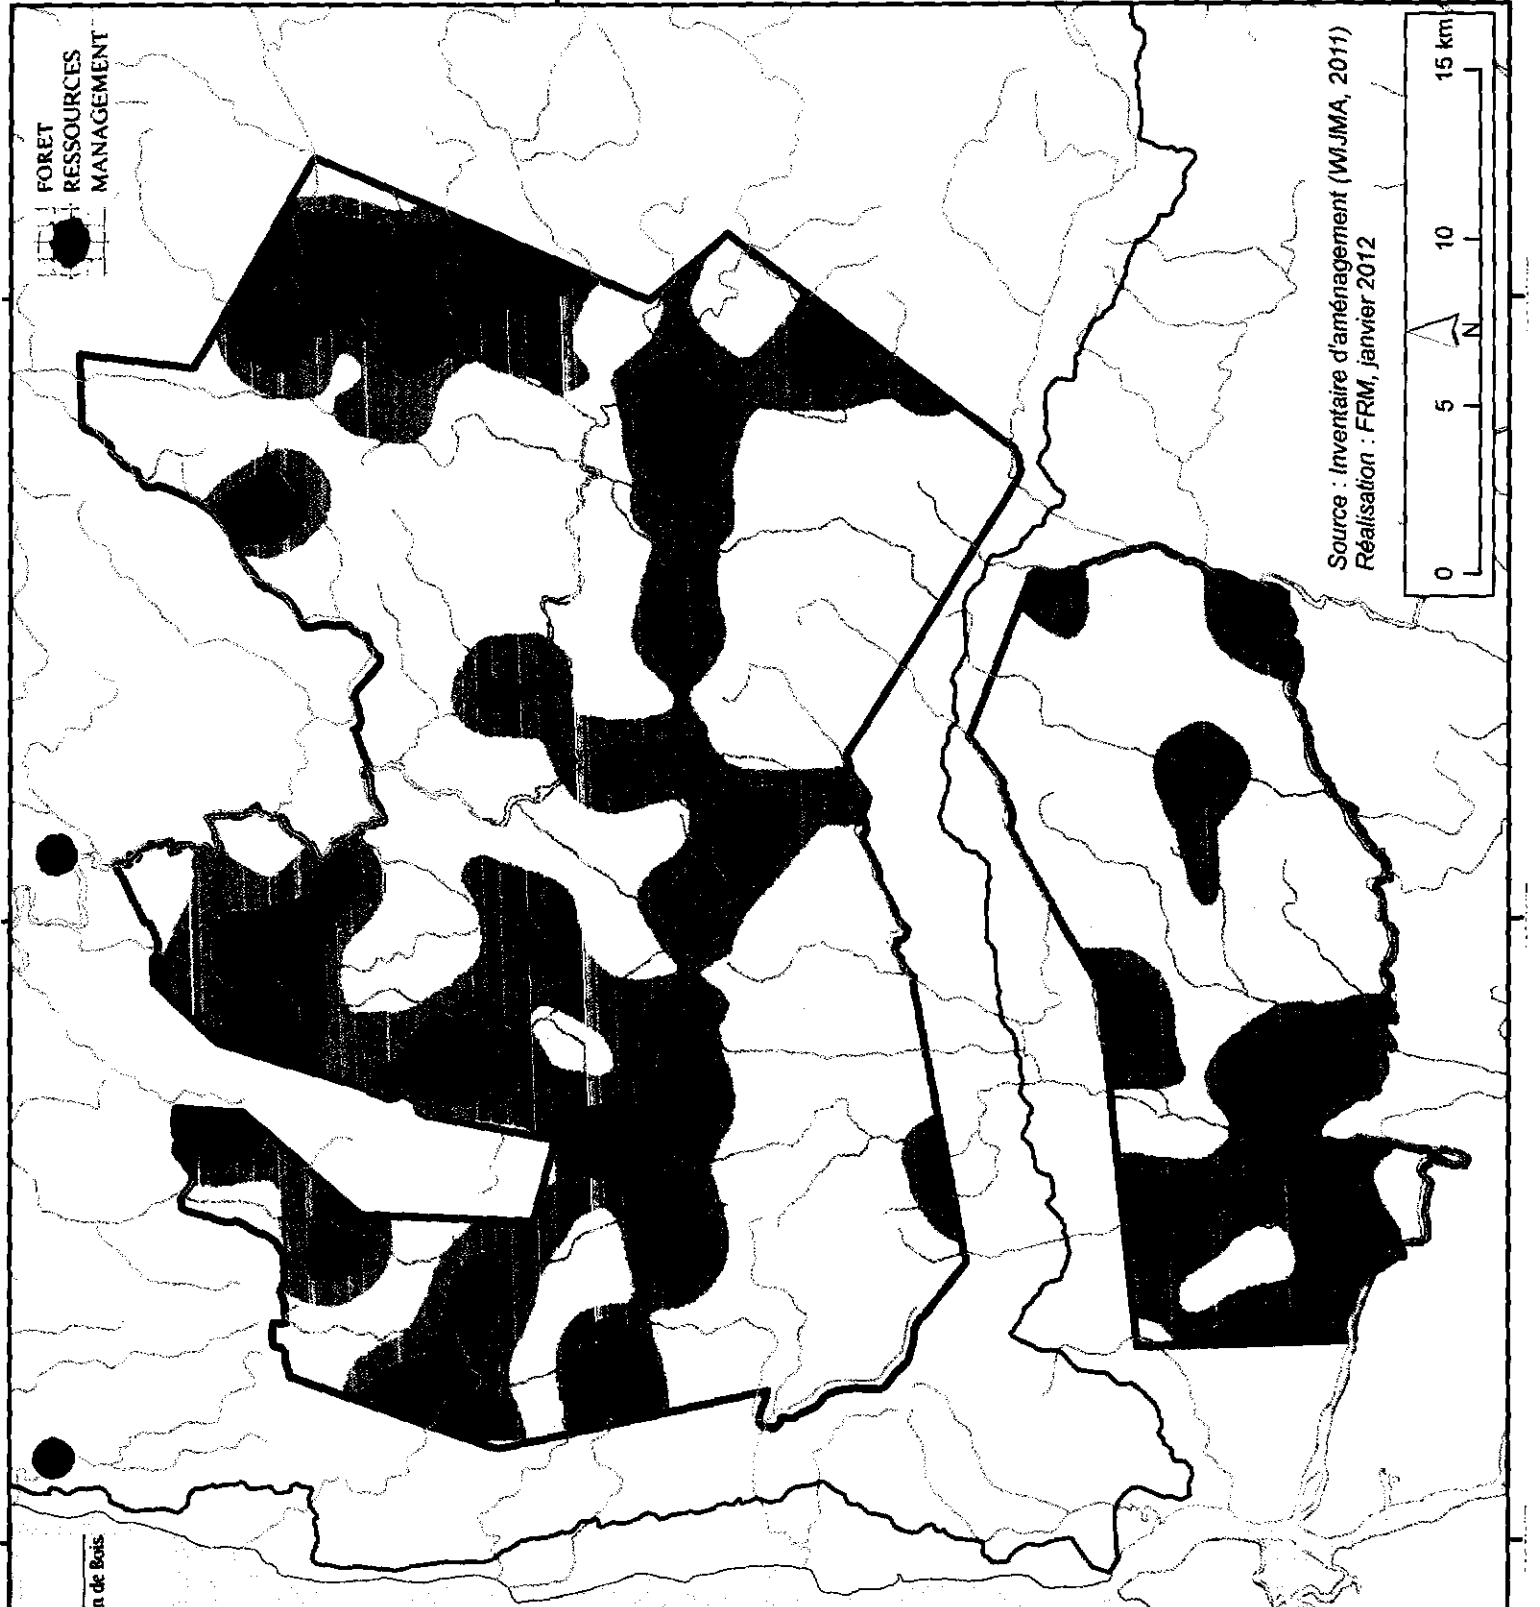 FORET
RESSOURCES
MANAGEMENT
Source : Inventaire d'aménagement (WIJMA, 2011)
Réalisation : FRM, janvier 2012
0 5 10 15 km
N
de Bois